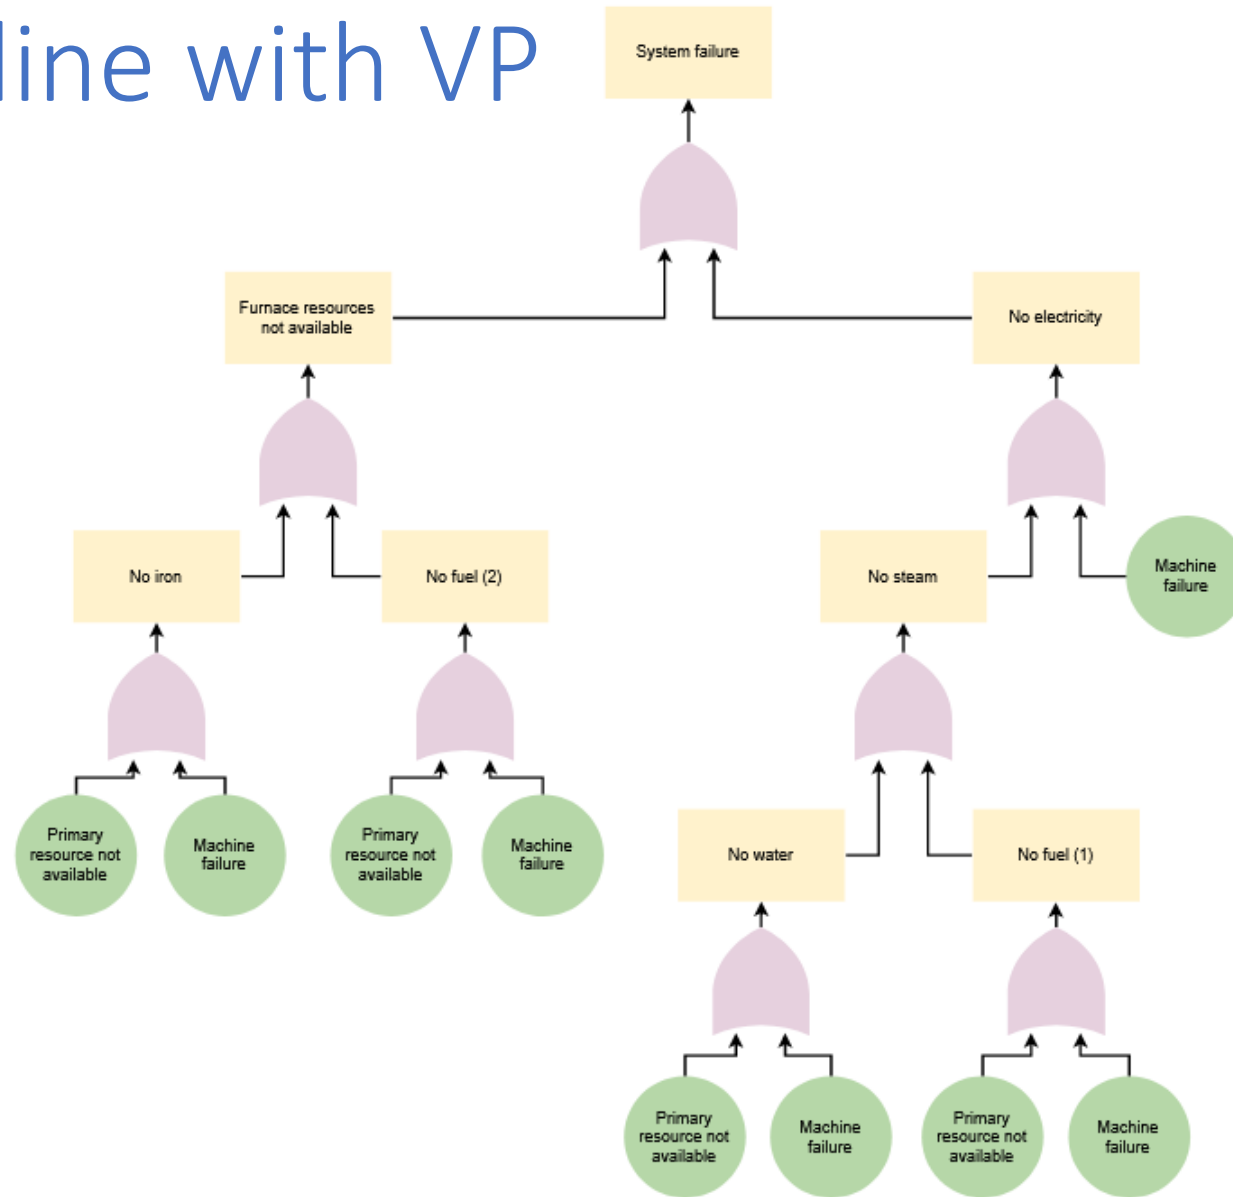 line with VP
System failure
Furnace resources
not available
No electricity
No iron
No fuel (2)
No steam
Machine
failure
Primary
resource not
available
Machine
failure
Primary
resource not
available
Machine
failure
No water
No fuel (1)
Primary
resource not
available
Machine
failure
Primary
resource not
available
Machine
failure